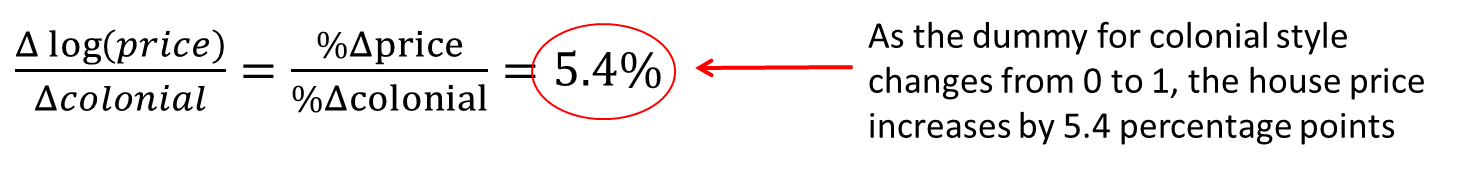 Δ log(price) / Δcolonial = %Δprice / %Δcolonial = 5.4%
As the dummy for colonial style
changes from 0 to 1, the house price
increases by 5.4 percentage points